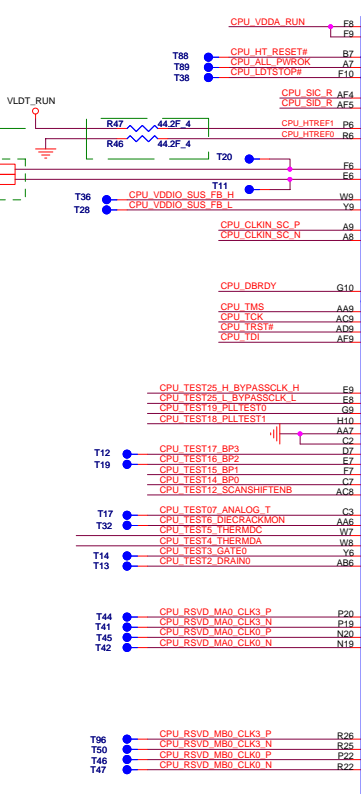 CPU_VDDA_RUN F8
F9
T88 CPU_HT_RESET# B7
T89 CPU_ALL_PWROK A7
T38 CPU_LDTSTOP# F10
CPU_SIC_R AF4
CPU_SID_R AF5
VLDT_RUN
R47 44.2F_4 CPU_HTREF1 P6
R46 44.2F_4 CPU_HTREF0 R6
T20 F6
E6
T11
T36 CPU_VDDIO_SUS_FB_H W9
T28 CPU_VDDIO_SUS_FB_L Y9
CPU_CLKIN_SC_P A9
CPU_CLKIN_SC_N A8
CPU_DBRDY G10
CPU_TMS AA9
CPU_TCK AC9
CPU_TRST# AD9
CPU_TDI AF9
CPU_TEST25_H_BYPASSCLK_H E9
CPU_TEST25_L_BYPASSCLK_L E8
CPU_TEST19_PLLTEST0 G9
CPU_TEST18_PLLTEST1 H10
AA7
C2
T12 CPU_TEST17_BP3 D7
T19 CPU_TEST16_BP2 E7
CPU_TEST15_BP1 F7
CPU_TEST14_BP0 C7
CPU_TEST12_SCANSHIFTENB AC8
T17 CPU_TEST07_ANALOG_T C3
T32 CPU_TEST6_DIECRACKMON AA6
CPU_TEST5_THERMDC W7
CPU_TEST4_THERMDA W8
T14 CPU_TEST3_GATE0 Y6
T13 CPU_TEST2_DRAIN0 AB6
T44 CPU_RSVD_MA0_CLK3_P P20
T41 CPU_RSVD_MA0_CLK3_N P19
T45 CPU_RSVD_MA0_CLK0_P N20
T42 CPU_RSVD_MA0_CLK0_N N19
T96 CPU_RSVD_MB0_CLK3_P R26
T50 CPU_RSVD_MB0_CLK3_N R25
T46 CPU_RSVD_MB0_CLK0_P P22
T47 CPU_RSVD_MB0_CLK0_N R22